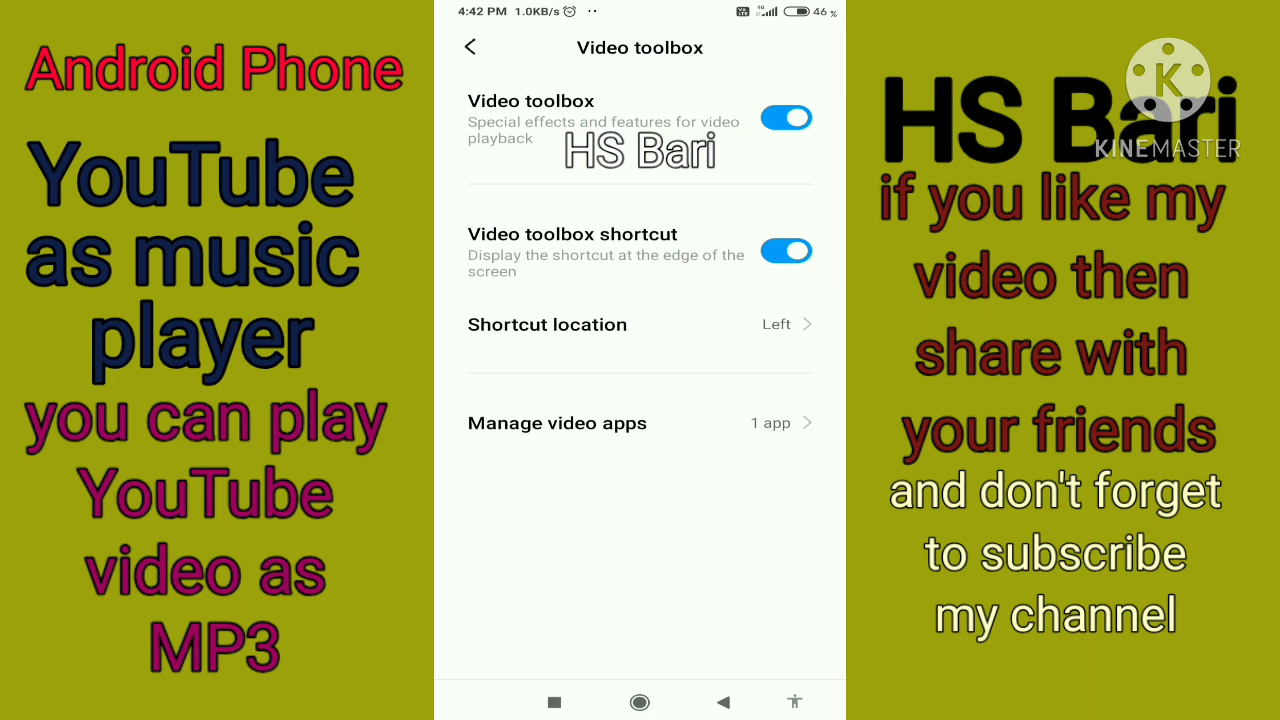 Android Phone
YouTube
as music
player
you can play
YouTube
video as
MP3
4:42 PM 1.0KB/s
VO LTE 4G 46 %
Video toolbox
Video toolbox
Special effects and features for video
playback
HS Bari
Video toolbox shortcut
Display the shortcut at the edge of the
screen
Shortcut location Left
Manage video apps 1 app
HS Bari
K
KINEMASTER
if you like my
video then
share with
your friends
and don't forget
to subscribe
my channel